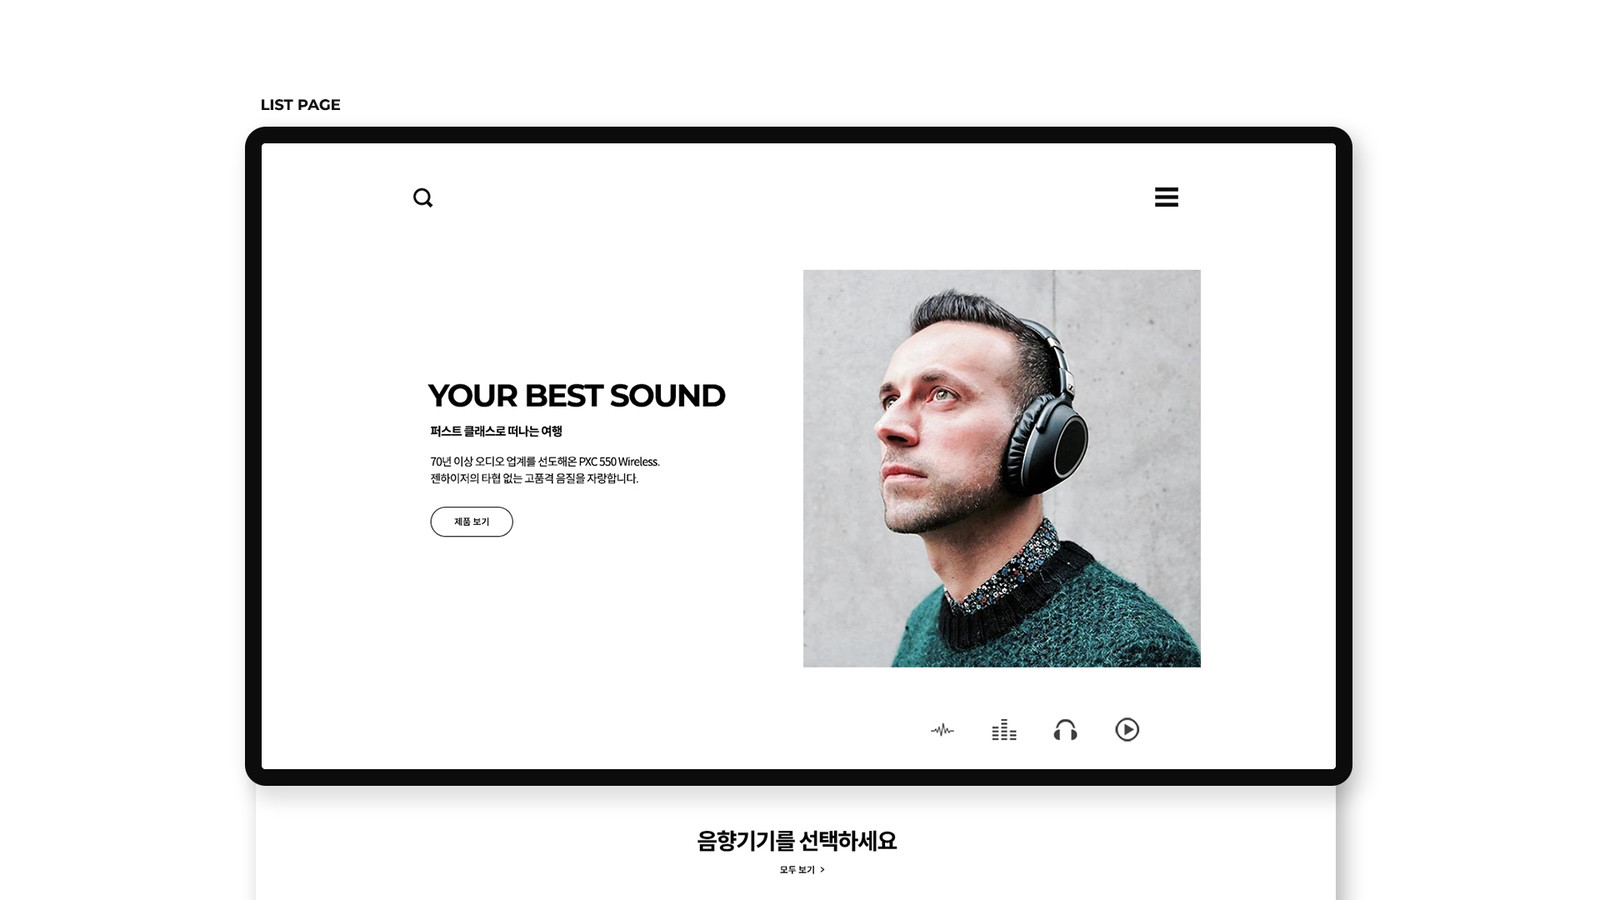 LIST PAGE
YOUR BEST SOUND
퍼스트 클래스로 떠나는 여행
70년 이상 오디오 업계를 선도해온 PXC 550 Wireless.
젠하이저의 타협 없는 고품격 음질을 자랑합니다.
제품 보기
음향기기를 선택하세요
모두 보기 >